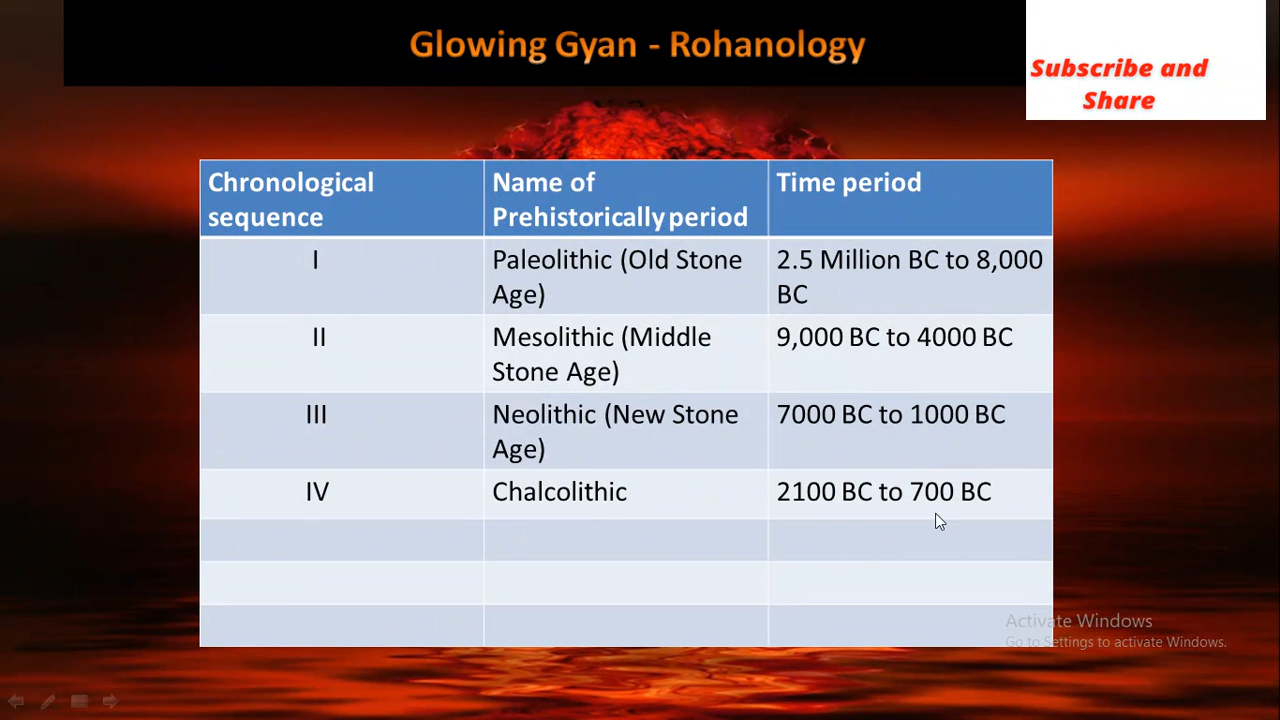 Glowing Gyan - Rohanology
Subscribe and
Share
Chronological
sequence
Name of
Prehistorically period
Time period
I
Paleolithic (Old Stone
Age)
2.5 Million BC to 8,000
BC
II
Mesolithic (Middle
Stone Age)
9,000 BC to 4000 BC
III
Neolithic (New Stone
Age)
7000 BC to 1000 BC
IV
Chalcolithic
2100 BC to 700 BC
Activate Windows
Go to Settings to activate Windows.